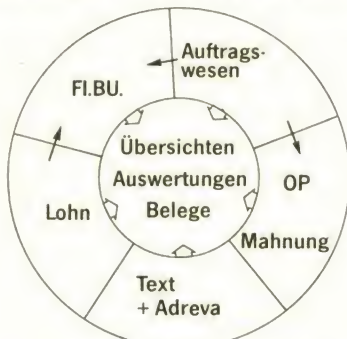 Auftrags-
wesen
FI.BU.
Übersichten
Auswertungen
Belege
OP
Mahnung
Lohn
Text
+ Adreva